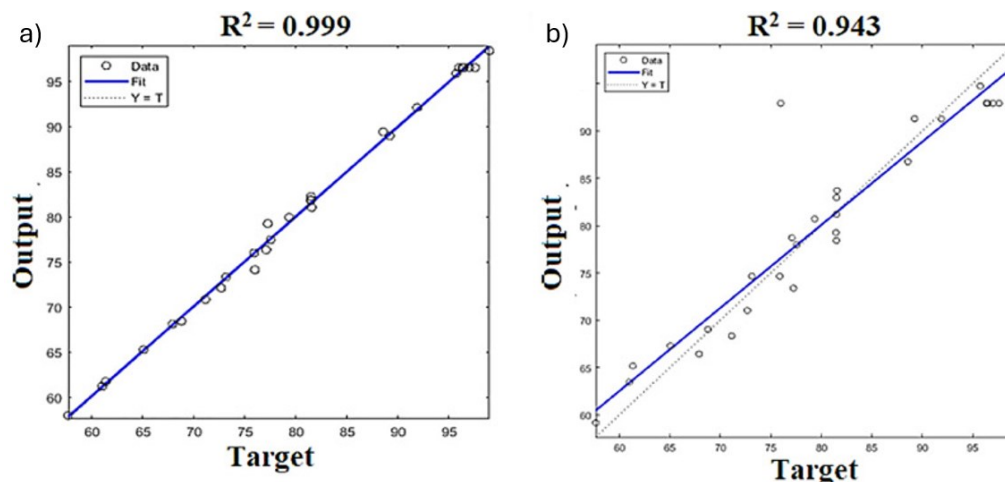 a)
R² = 0.999
Data
Fit
Y = T
95
90
85
80
75
70
65
60
Output
60 65 70 75 80 85 90 95
Target
b)
R² = 0.943
Data
Fit
Y = T
95
90
85
80
75
70
65
60
Output
60 65 70 75 80 85 90 95
Target